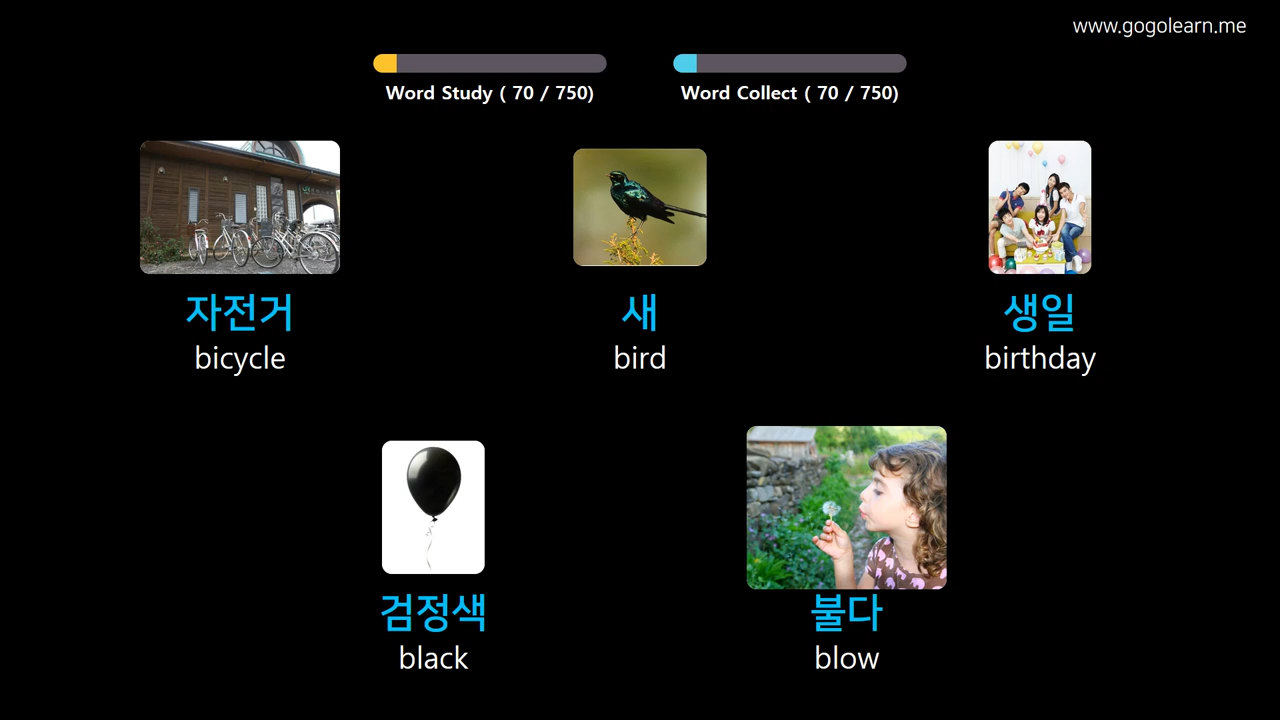 www.gogolearn.me
Word Study ( 70 / 750)
Word Collect ( 70 / 750)
자전거
bicycle
새
bird
생일
birthday
검정색
black
불다
blow